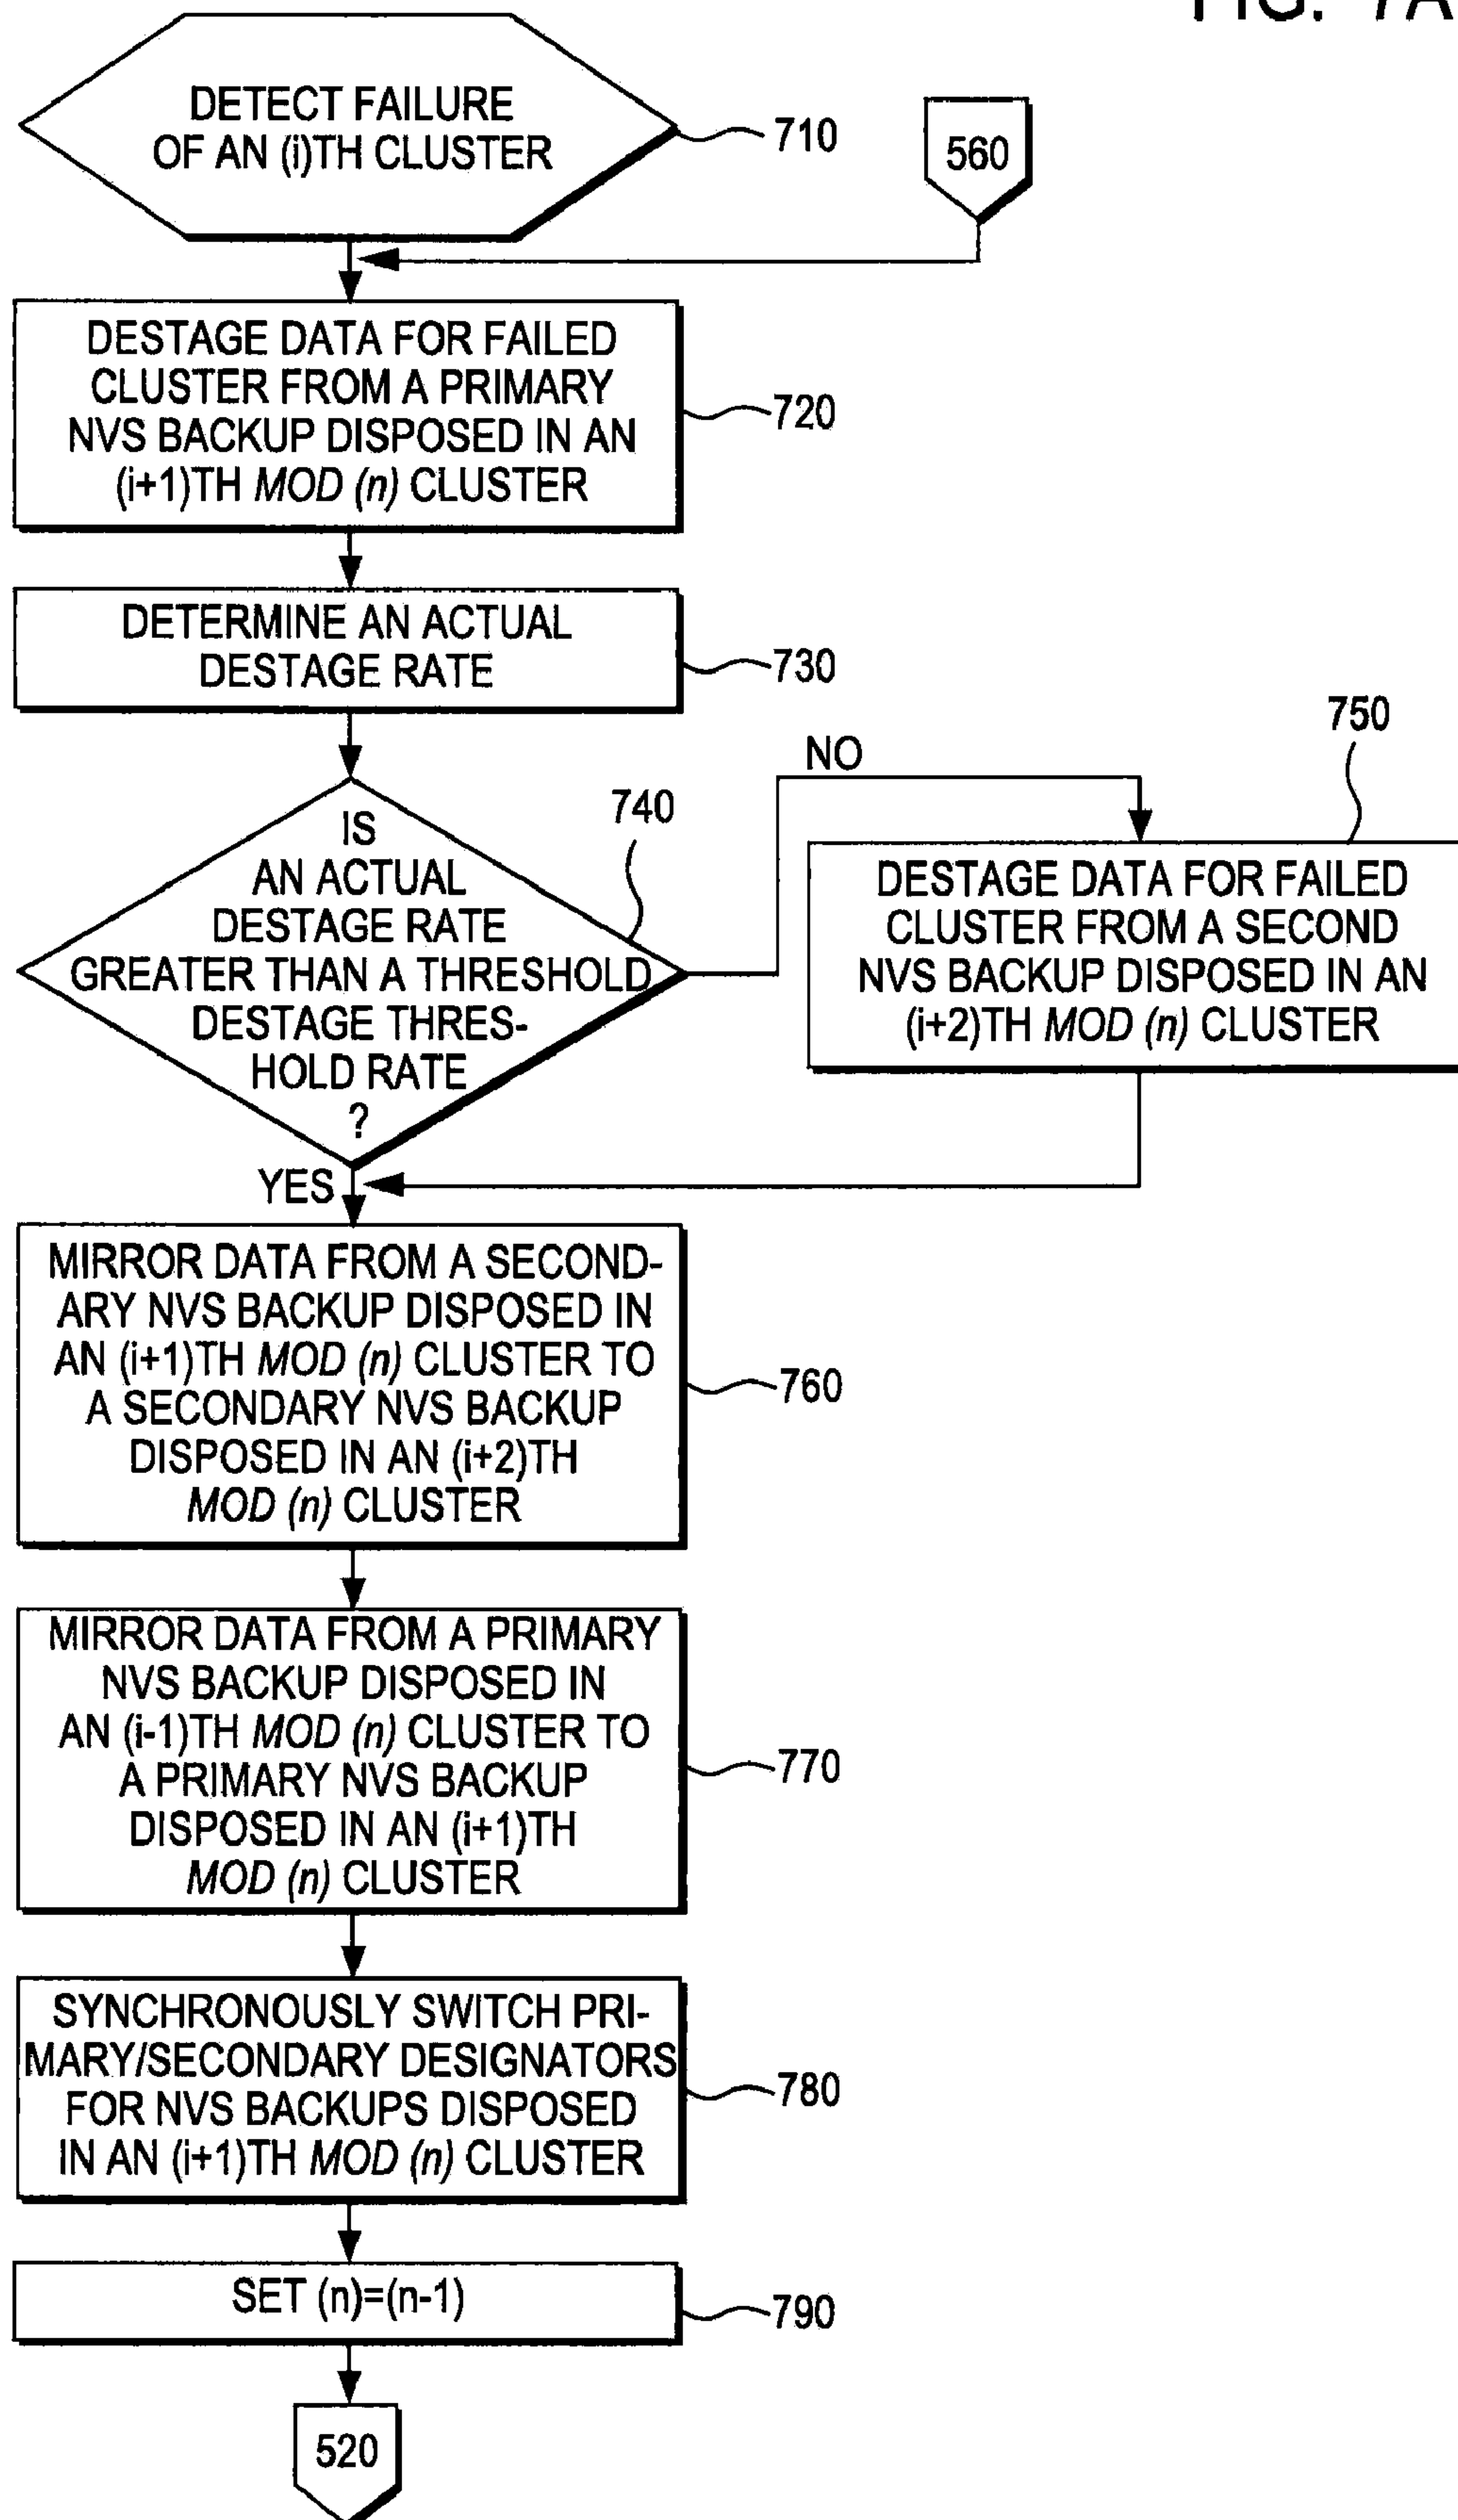 FIG. 7A
DETECT FAILURE
OF AN (i)TH CLUSTER
710
560
DESTAGE DATA FOR FAILED
CLUSTER FROM A PRIMARY
NVS BACKUP DISPOSED IN AN
(i+1)TH MOD (n) CLUSTER
720
DETERMINE AN ACTUAL
DESTAGE RATE
730
IS
AN ACTUAL
DESTAGE RATE
GREATER THAN A THRESHOLD
DESTAGE THRES-
HOLD RATE
?
740
NO
750
DESTAGE DATA FOR FAILED
CLUSTER FROM A SECOND
NVS BACKUP DISPOSED IN AN
(i+2)TH MOD (n) CLUSTER
YES
MIRROR DATA FROM A SECOND-
ARY NVS BACKUP DISPOSED IN
AN (i+1)TH MOD (n) CLUSTER TO
A SECONDARY NVS BACKUP
DISPOSED IN AN (i+2)TH
MOD (n) CLUSTER
760
MIRROR DATA FROM A PRIMARY
NVS BACKUP DISPOSED IN
AN (i-1)TH MOD (n) CLUSTER TO
A PRIMARY NVS BACKUP
DISPOSED IN AN (i+1)TH
MOD (n) CLUSTER
770
SYNCHRONOUSLY SWITCH PRI-
MARY/SECONDARY DESIGNATORS
FOR NVS BACKUPS DISPOSED
IN AN (i+1)TH MOD (n) CLUSTER
780
SET (n)=(n-1)
790
520